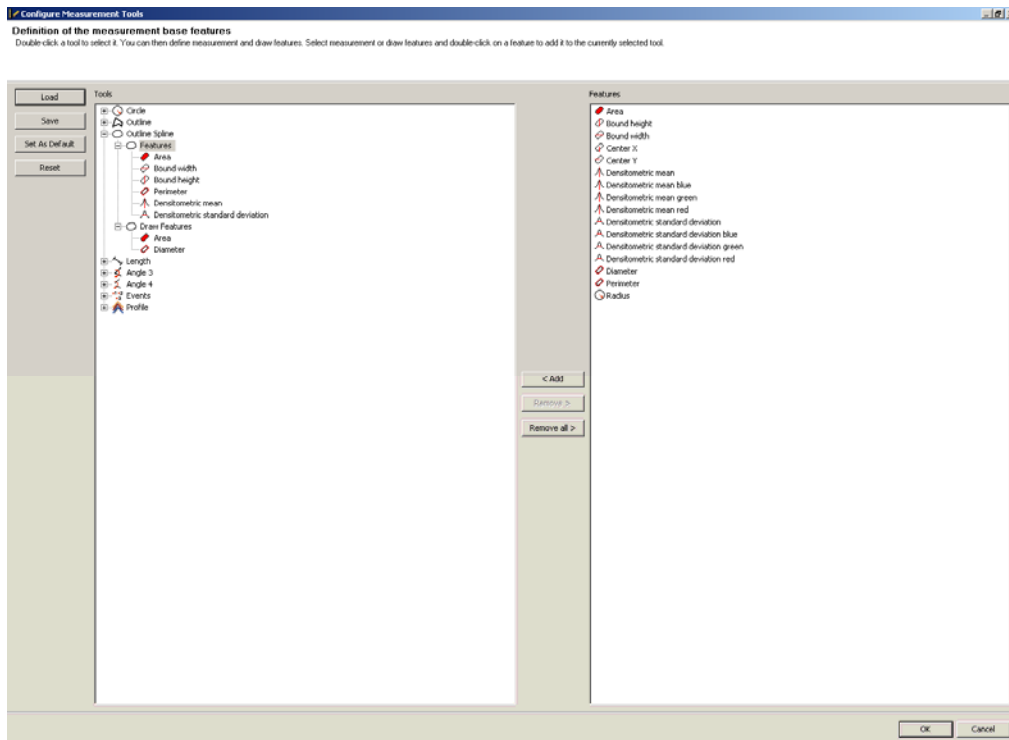 Configure Measurement Tools
Definition of the measurement base features
Double-click a tool to select it. You can then define measurement and draw features. Select measurement or draw features and double-click on a feature to add it to the currently selected tool.
Load
Save
Set As Default
Reset
Tools
Circle
Outline
Outline Spline
Features
Area
Bound width
Bound height
Perimeter
Densitometric mean
Densitometric standard deviation
Draw Features
Area
Diameter
Length
Angle 3
Angle 4
Events
Profile
< Add
Remove >
Remove all >
Features
Area
Bound height
Bound width
Center X
Center Y
Densitometric mean
Densitometric mean blue
Densitometric mean green
Densitometric mean red
Densitometric standard deviation
Densitometric standard deviation blue
Densitometric standard deviation green
Densitometric standard deviation red
Diameter
Perimeter
Radius
OK
Cancel